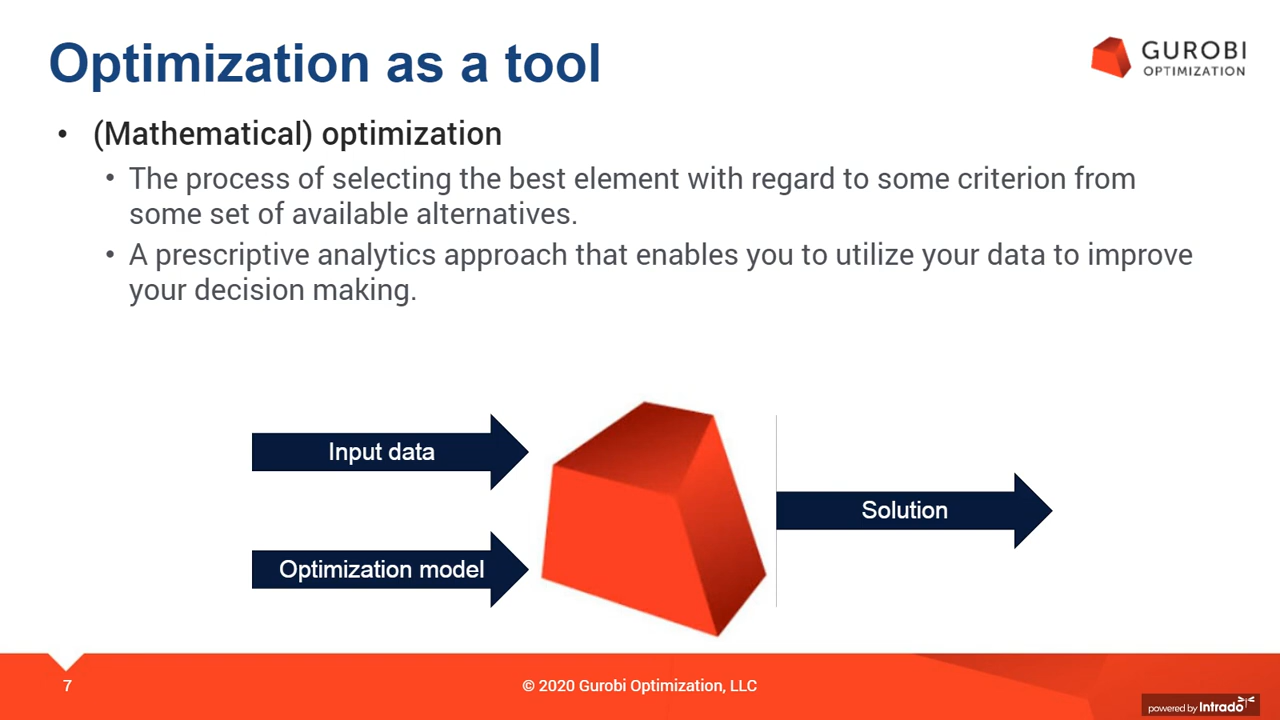 Optimization as a tool
GUROBI
OPTIMIZATION
• (Mathematical) optimization
• The process of selecting the best element with regard to some criterion from
some set of available alternatives.
• A prescriptive analytics approach that enables you to utilize your data to improve
your decision making.
Input data
Solution
Optimization model
7
© 2020 Gurobi Optimization, LLC
powered by Intrado